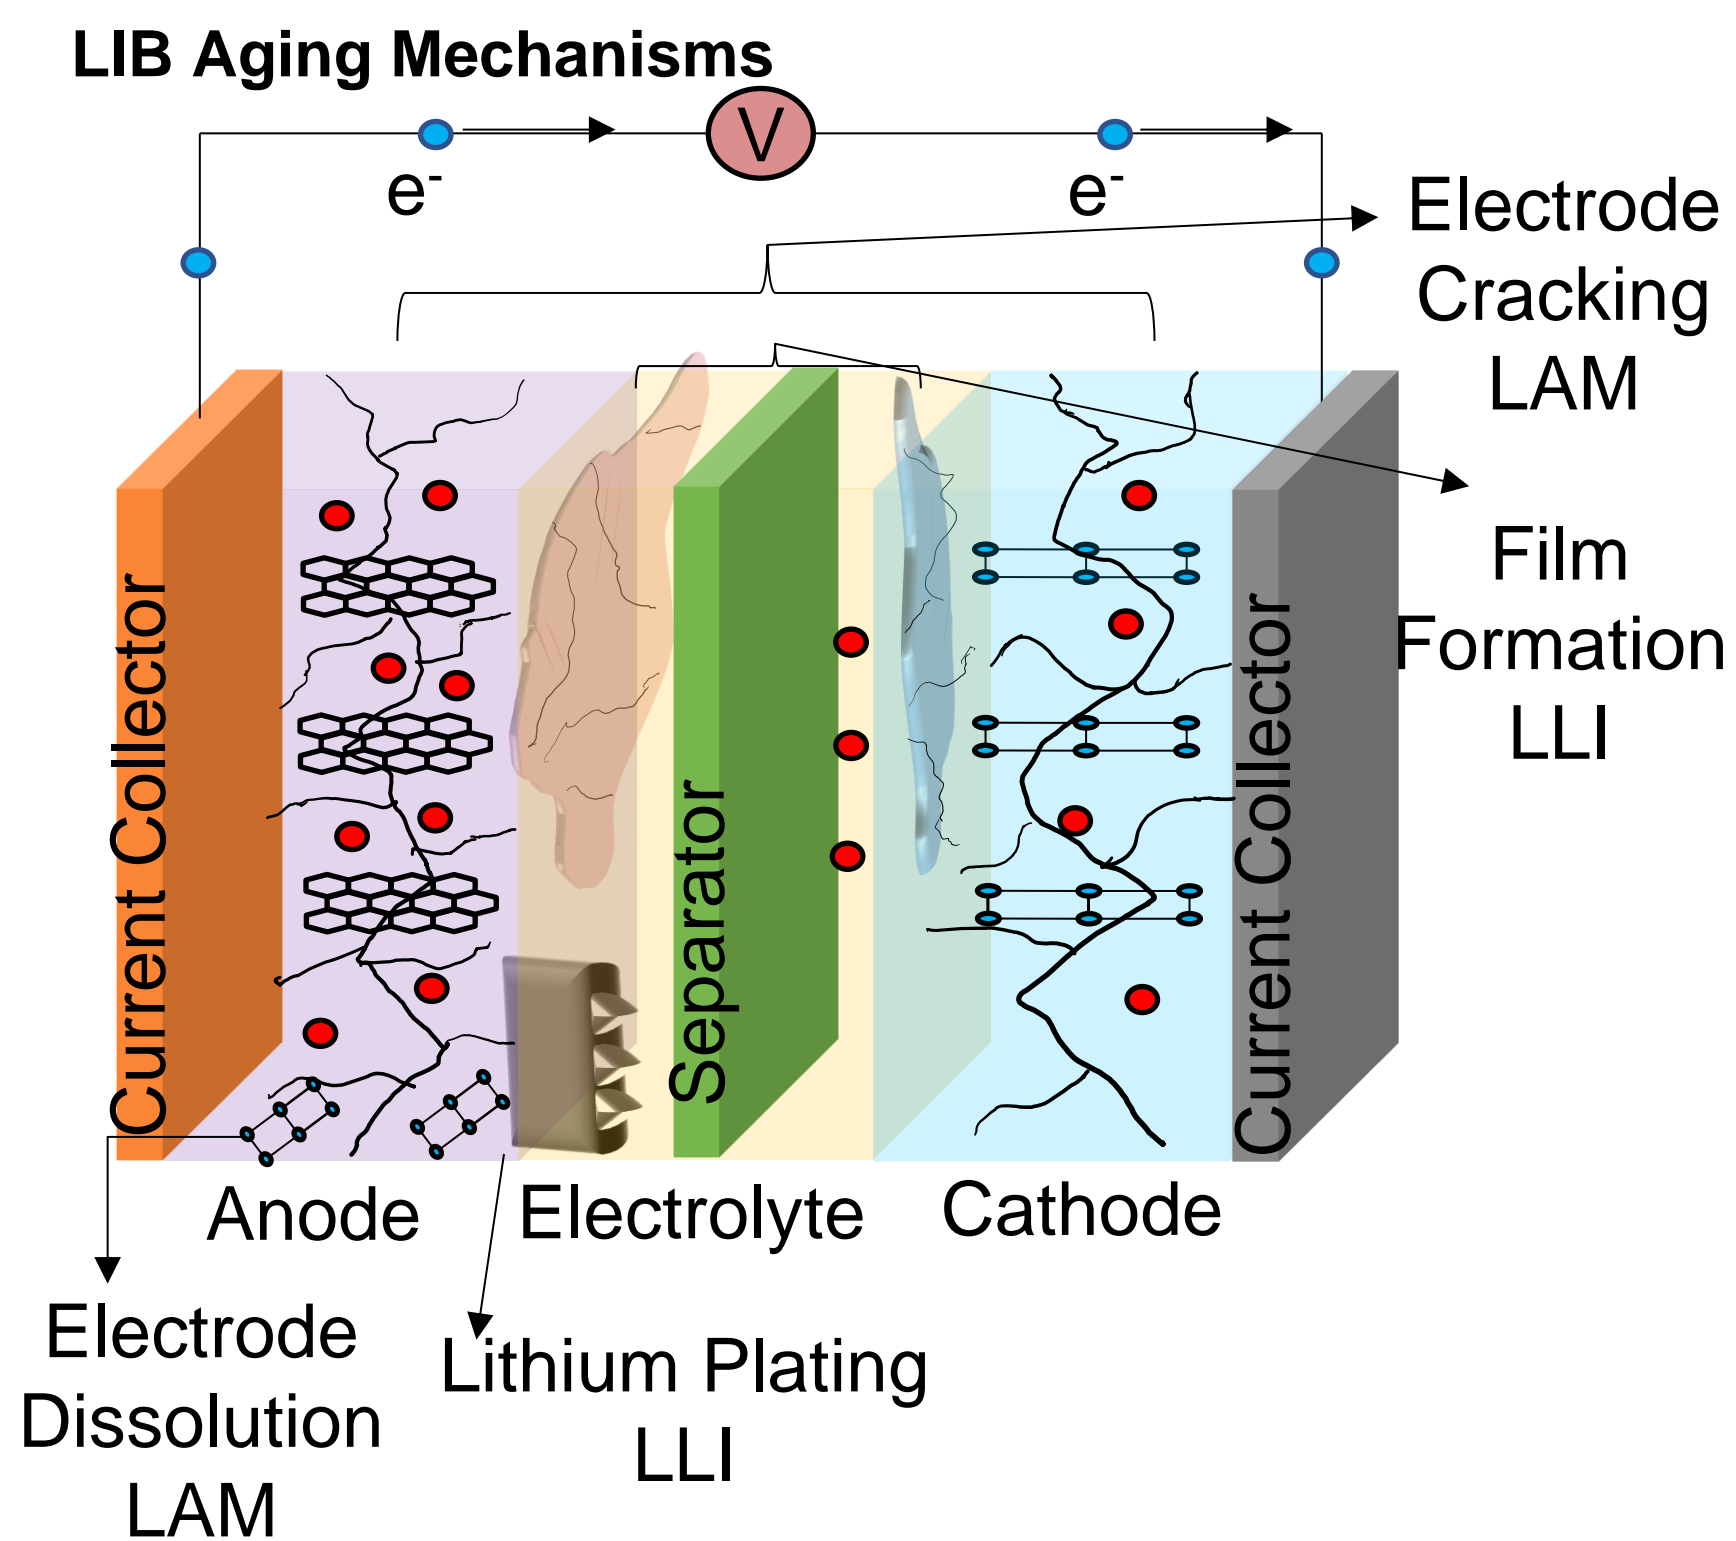 LIB Aging Mechanisms
V
e-
e-
Electrode
Cracking
LAM
Film
Formation
LLI
Current Collector
Separator
Current Collector
Anode
Electrolyte
Cathode
Electrode
Dissolution
LAM
Lithium Plating
LLI